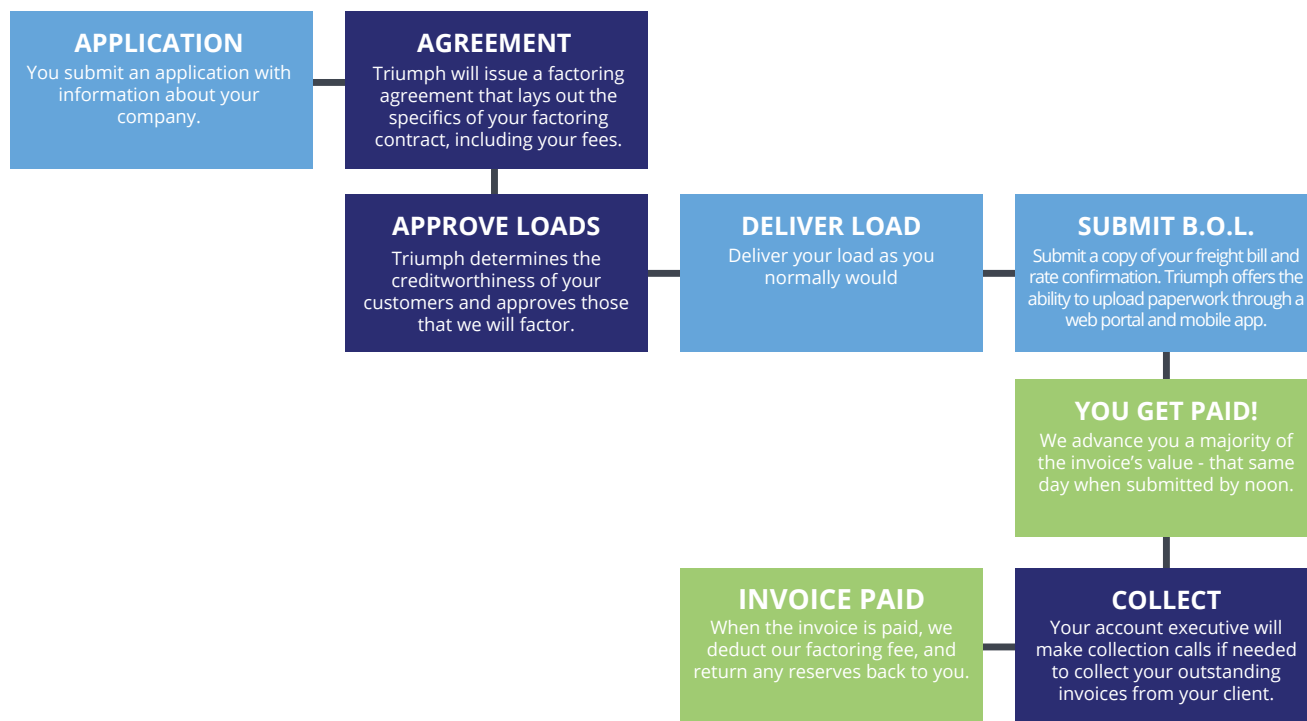 APPLICATION
You submit an application with
information about your
company.
AGREEMENT
Triumph will issue a factoring
agreement that lays out the
specifics of your factoring
contract, including your fees.
APPROVE LOADS
Triumph determines the
creditworthiness of your
customers and approves those
that we will factor.
DELIVER LOAD
Deliver your load as you
normally would
SUBMIT B.O.L.
Submit a copy of your freight bill and
rate confirmation. Triumph offers the
ability to upload paperwork through a
web portal and mobile app.
YOU GET PAID!
We advance you a majority of
the invoice’s value - that same
day when submitted by noon.
COLLECT
Your account executive will
make collection calls if needed
to collect your outstanding
invoices from your client.
INVOICE PAID
When the invoice is paid, we
deduct our factoring fee, and
return any reserves back to you.